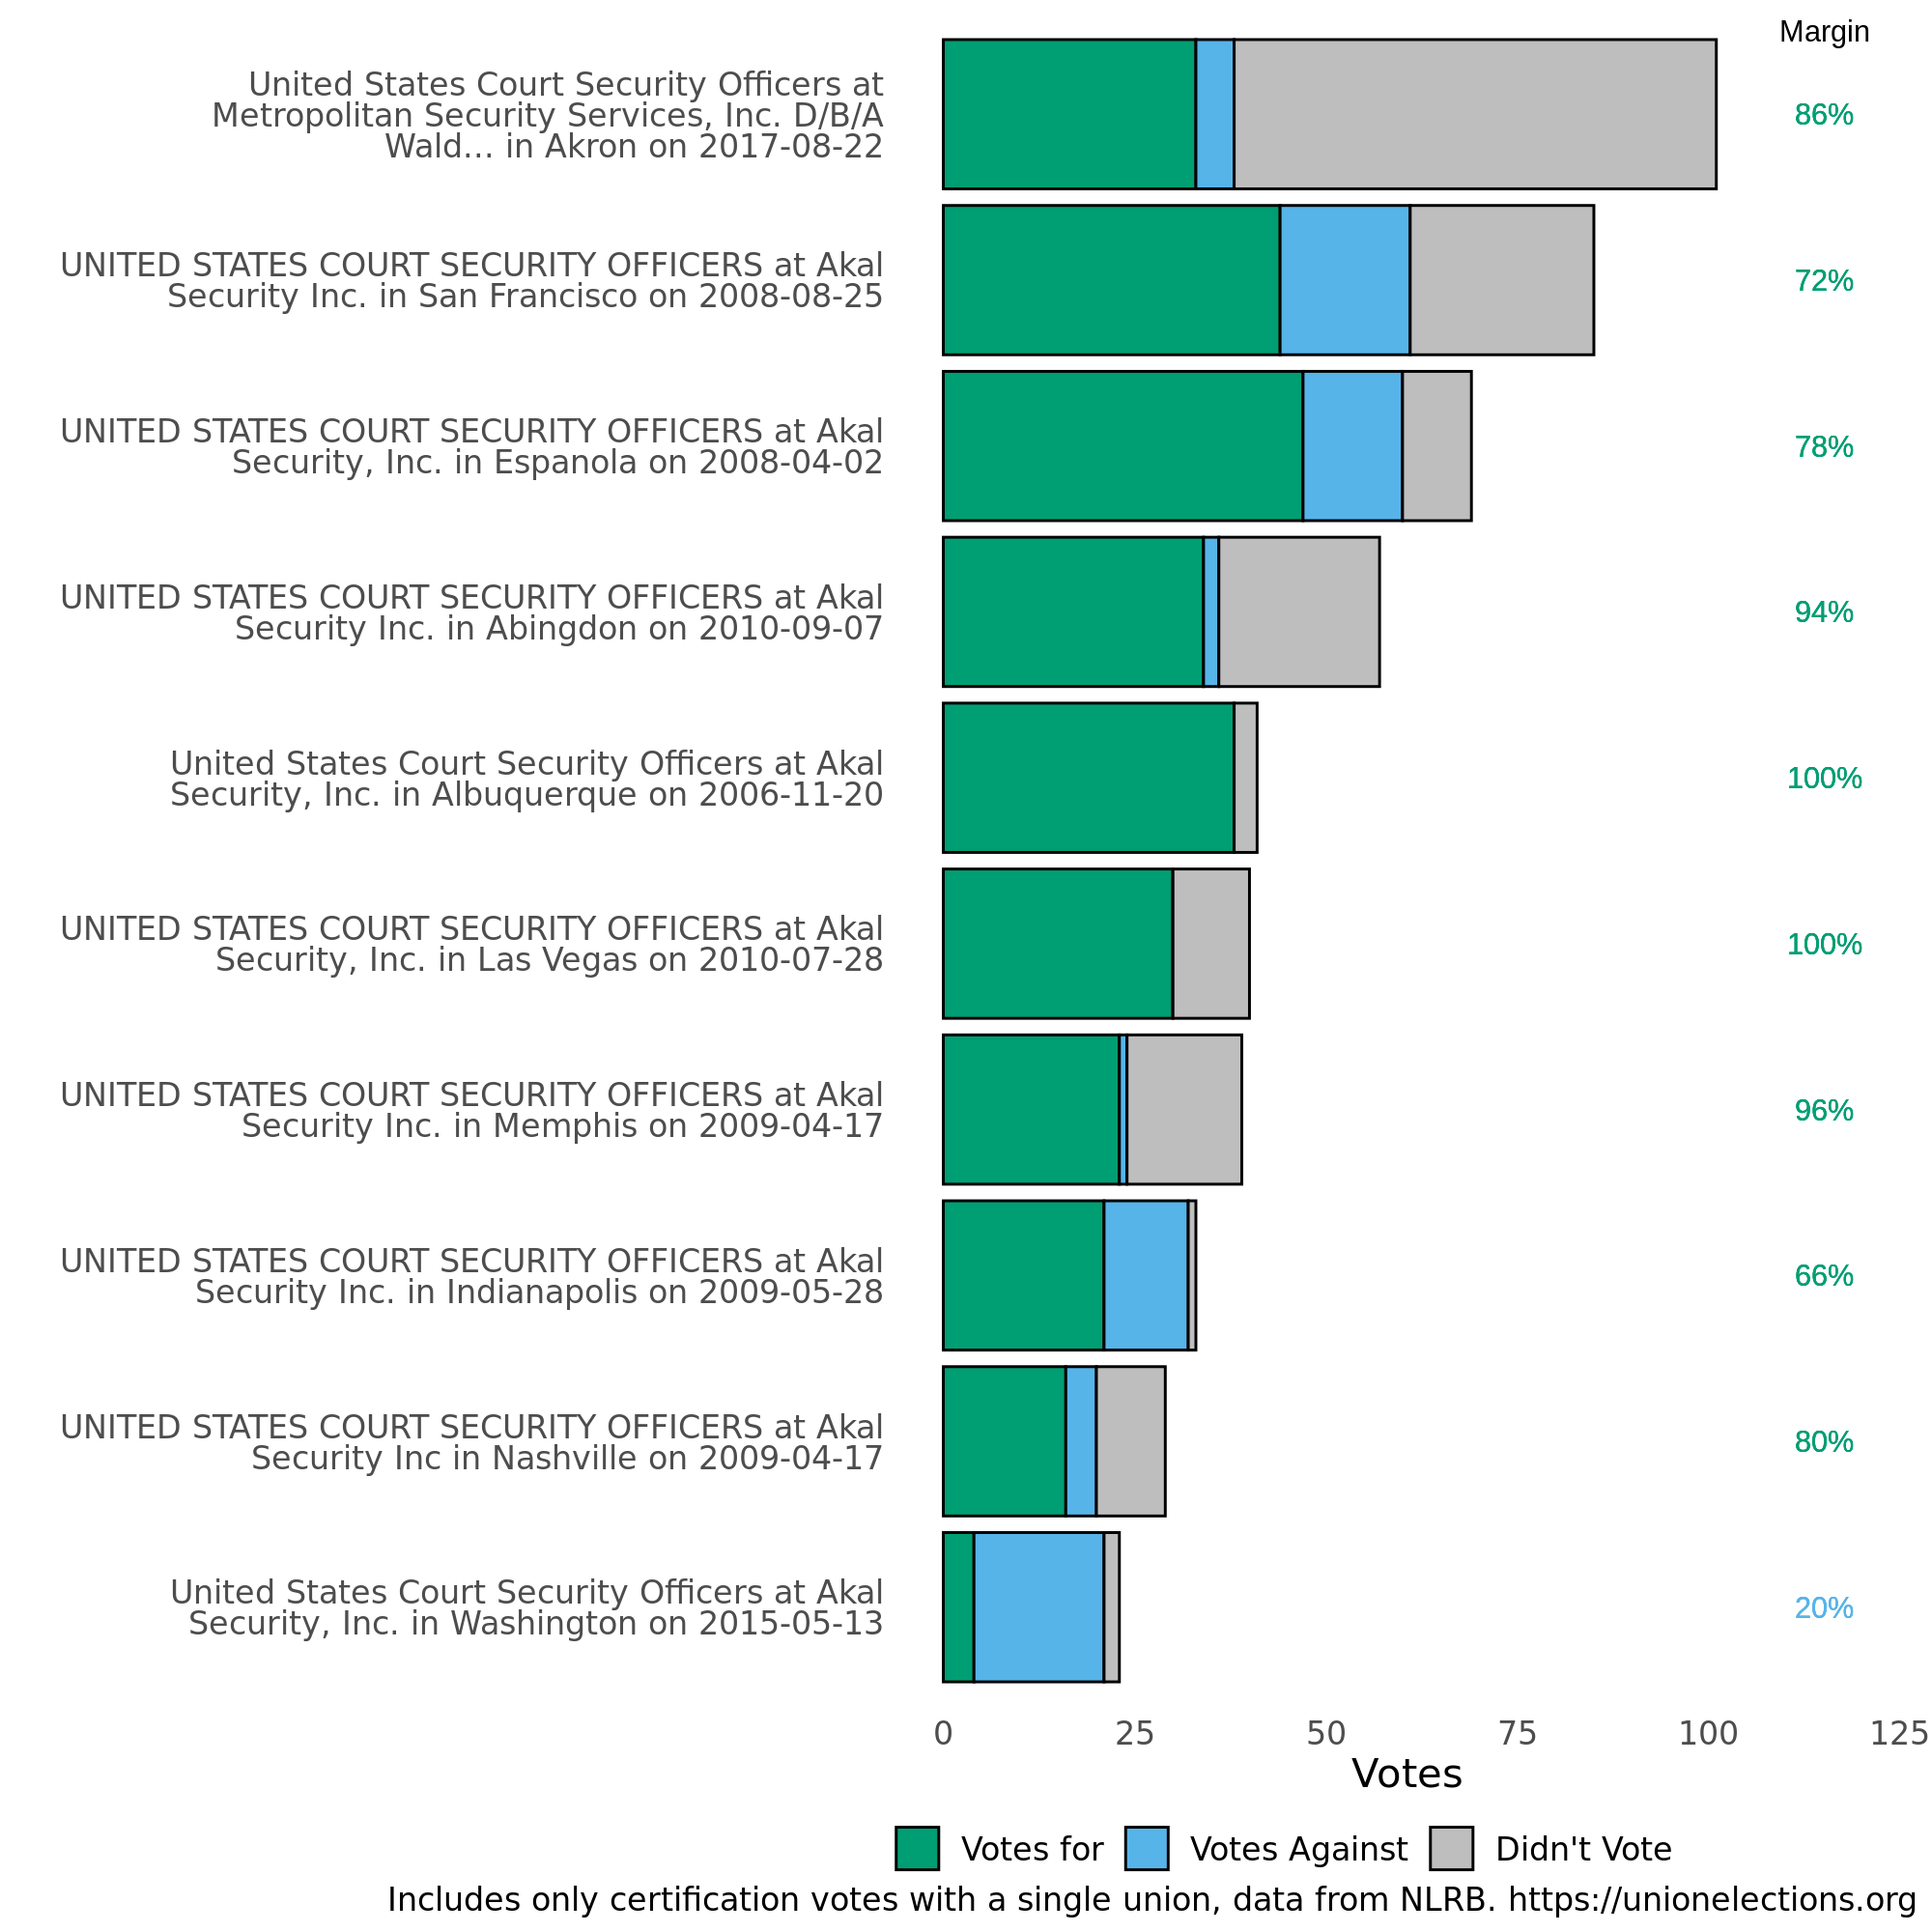 Margin
United States Court Security Officers at
Metropolitan Security Services, Inc. D/B/A
Wald... in Akron on 2017-08-22
86%
UNITED STATES COURT SECURITY OFFICERS at Akal
Security Inc. in San Francisco on 2008-08-25
72%
UNITED STATES COURT SECURITY OFFICERS at Akal
Security, Inc. in Espanola on 2008-04-02
78%
UNITED STATES COURT SECURITY OFFICERS at Akal
Security Inc. in Abingdon on 2010-09-07
94%
United States Court Security Officers at Akal
Security, Inc. in Albuquerque on 2006-11-20
100%
UNITED STATES COURT SECURITY OFFICERS at Akal
Security, Inc. in Las Vegas on 2010-07-28
100%
UNITED STATES COURT SECURITY OFFICERS at Akal
Security Inc. in Memphis on 2009-04-17
96%
UNITED STATES COURT SECURITY OFFICERS at Akal
Security Inc. in Indianapolis on 2009-05-28
66%
UNITED STATES COURT SECURITY OFFICERS at Akal
Security Inc in Nashville on 2009-04-17
80%
United States Court Security Officers at Akal
Security, Inc. in Washington on 2015-05-13
20%
0 25 50 75 100 125
Votes
Votes for Votes Against Didn't Vote
Includes only certification votes with a single union, data from NLRB. https://unionelections.org